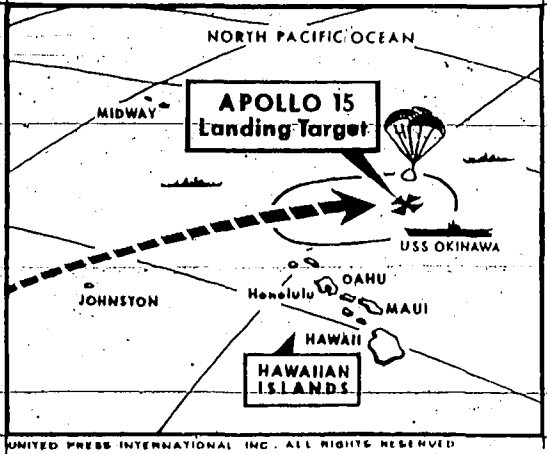 NORTH PACIFIC OCEAN
MIDWAY
APOLLO 15
Landing Target
USS OKINAWA
JOHNSTON
Honolulu
OAHU
MAUI
HAWAII
HAWAIIAN
ISLANDS
UNITED PRESS INTERNATIONAL INC. ALL RIGHTS RESERVED